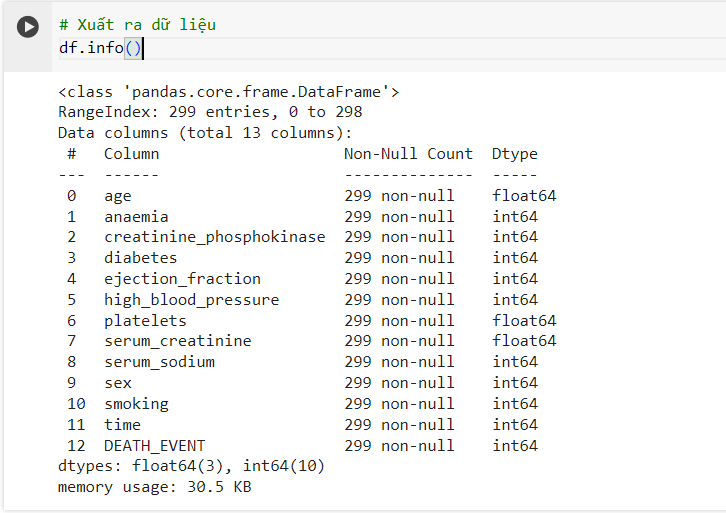 # Xuất ra dữ liệu
df.info()
<class 'pandas.core.frame.DataFrame'>
RangeIndex: 299 entries, 0 to 298
Data columns (total 13 columns):
 #   Column                    Non-Null Count  Dtype
---  ------                    --------------  -----
 0   age                       299 non-null    float64
 1   anaemia                   299 non-null    int64
 2   creatinine_phosphokinase  299 non-null    int64
 3   diabetes                  299 non-null    int64
 4   ejection_fraction         299 non-null    int64
 5   high_blood_pressure       299 non-null    int64
 6   platelets                 299 non-null    float64
 7   serum_creatinine          299 non-null    float64
 8   serum_sodium              299 non-null    int64
 9   sex                       299 non-null    int64
 10  smoking                   299 non-null    int64
 11  time                      299 non-null    int64
 12  DEATH_EVENT               299 non-null    int64
dtypes: float64(3), int64(10)
memory usage: 30.5 KB